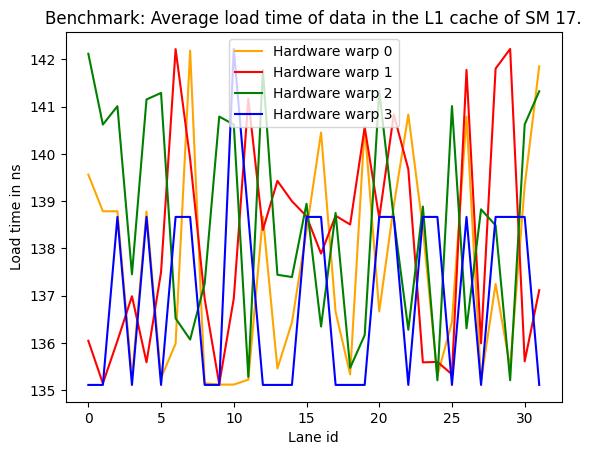 Benchmark: Average load time of data in the L1 cache of SM 17.
Hardware warp 0
Hardware warp 1
Hardware warp 2
Hardware warp 3
Load time in ns
142
141
140
139
138
137
136
135
0 5 10 15 20 25 30
Lane id